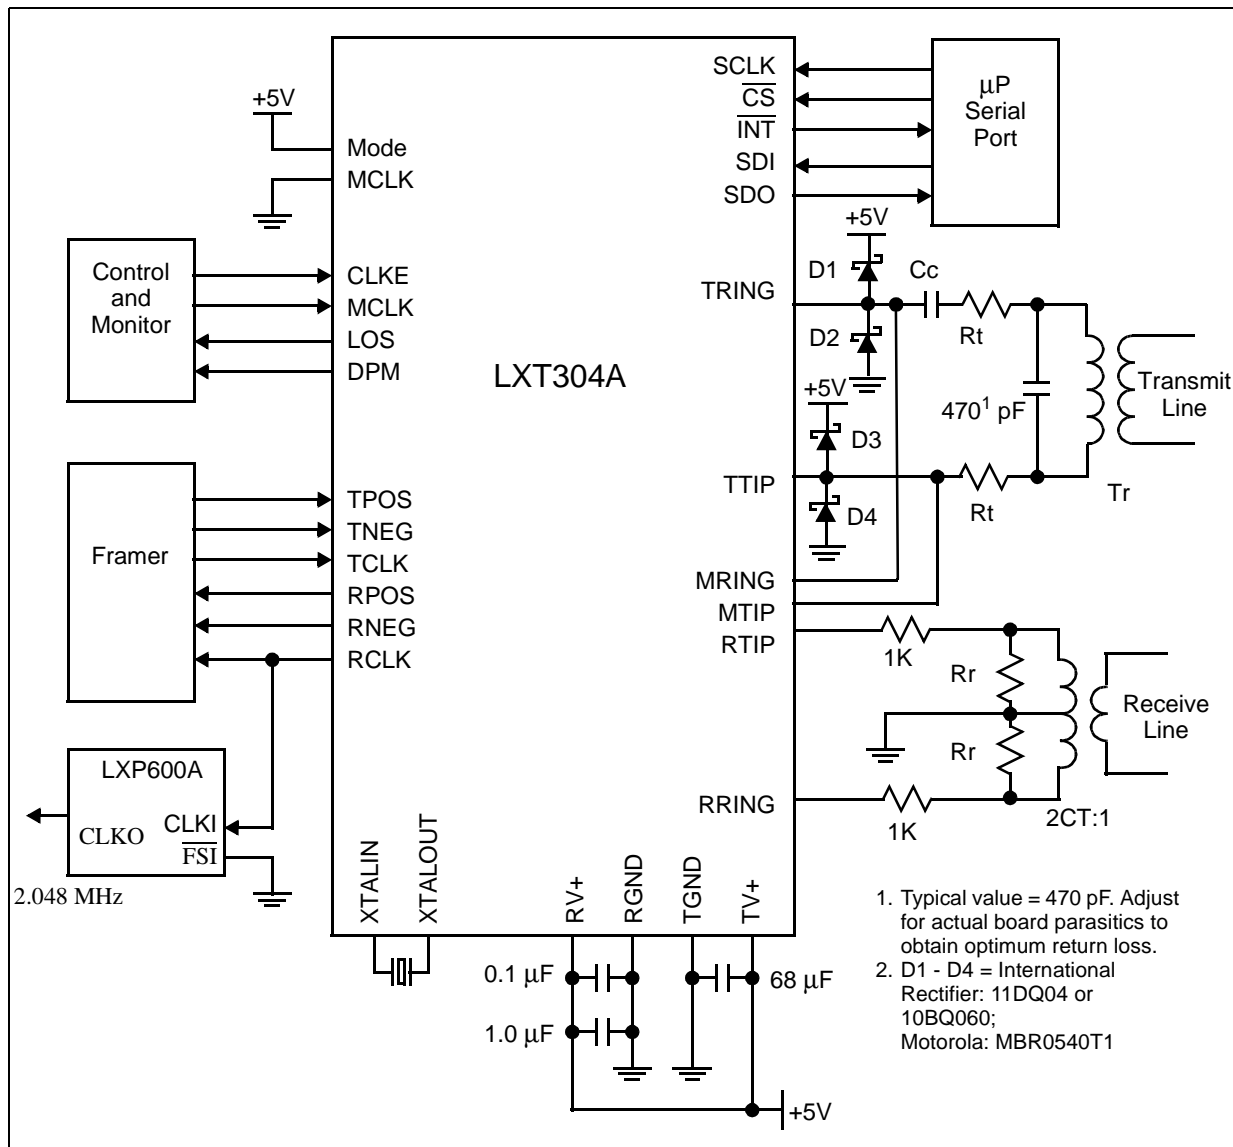 +5V
Mode
MCLK
Control
and
Monitor
CLKE
MCLK
LOS
DPM
Framer
TPOS
TNEG
TCLK
RPOS
RNEG
RCLK
LXP600A
CLKI
CLKO
FSI
2.048 MHz
LXT304A
SCLK
CS
INT
SDI
SDO
μP
Serial
Port
+5V
D1
Cc
TRING
D2
Rt
+5V
470¹ pF
Transmit
Line
D3
TTIP
D4
Rt
Tr
MRING
MTIP
RTIP
1K
Rr
Receive
Line
Rr
RRING
1K
2CT:1
XTALIN
XTALOUT
RV+
RGND
TGND
TV+
0.1 μF
68 μF
1.0 μF
+5V
1. Typical value = 470 pF. Adjust
for actual board parasitics to
obtain optimum return loss.
2. D1 - D4 = International
Rectifier: 11DQ04 or
10BQ060;
Motorola: MBR0540T1